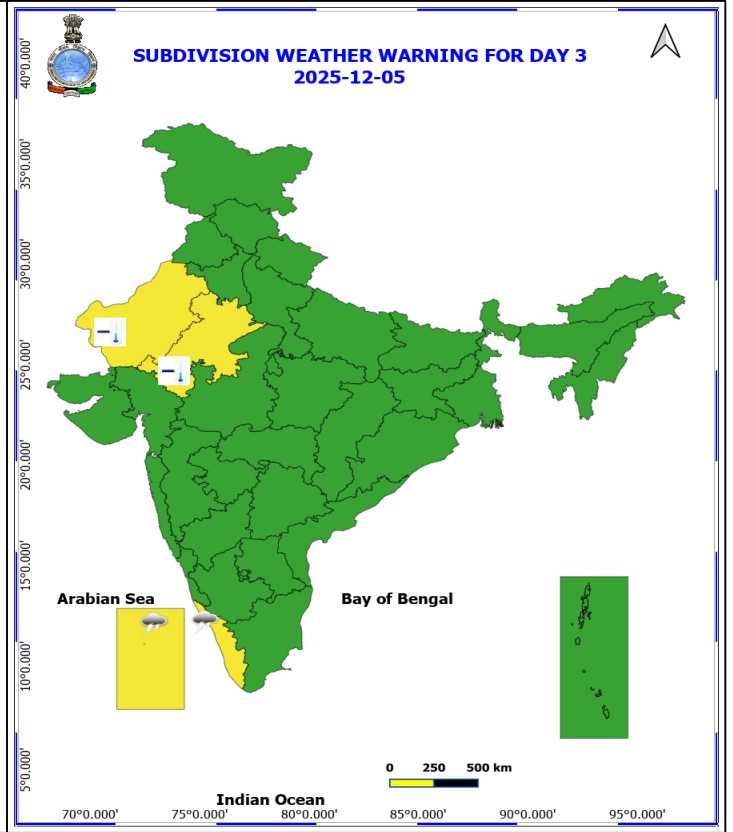 SUBDIVISION WEATHER WARNING FOR DAY 3
2025-12-05
40°0.000'
35°0.000'
30°0.000'
25°0.000'
20°0.000'
15°0.000'
10°0.000'
5°0.000'
Arabian Sea
Bay of Bengal
0 250 500 km
Indian Ocean
70°0.000' 75°0.000' 80°0.000' 85°0.000' 90°0.000' 95°0.000'